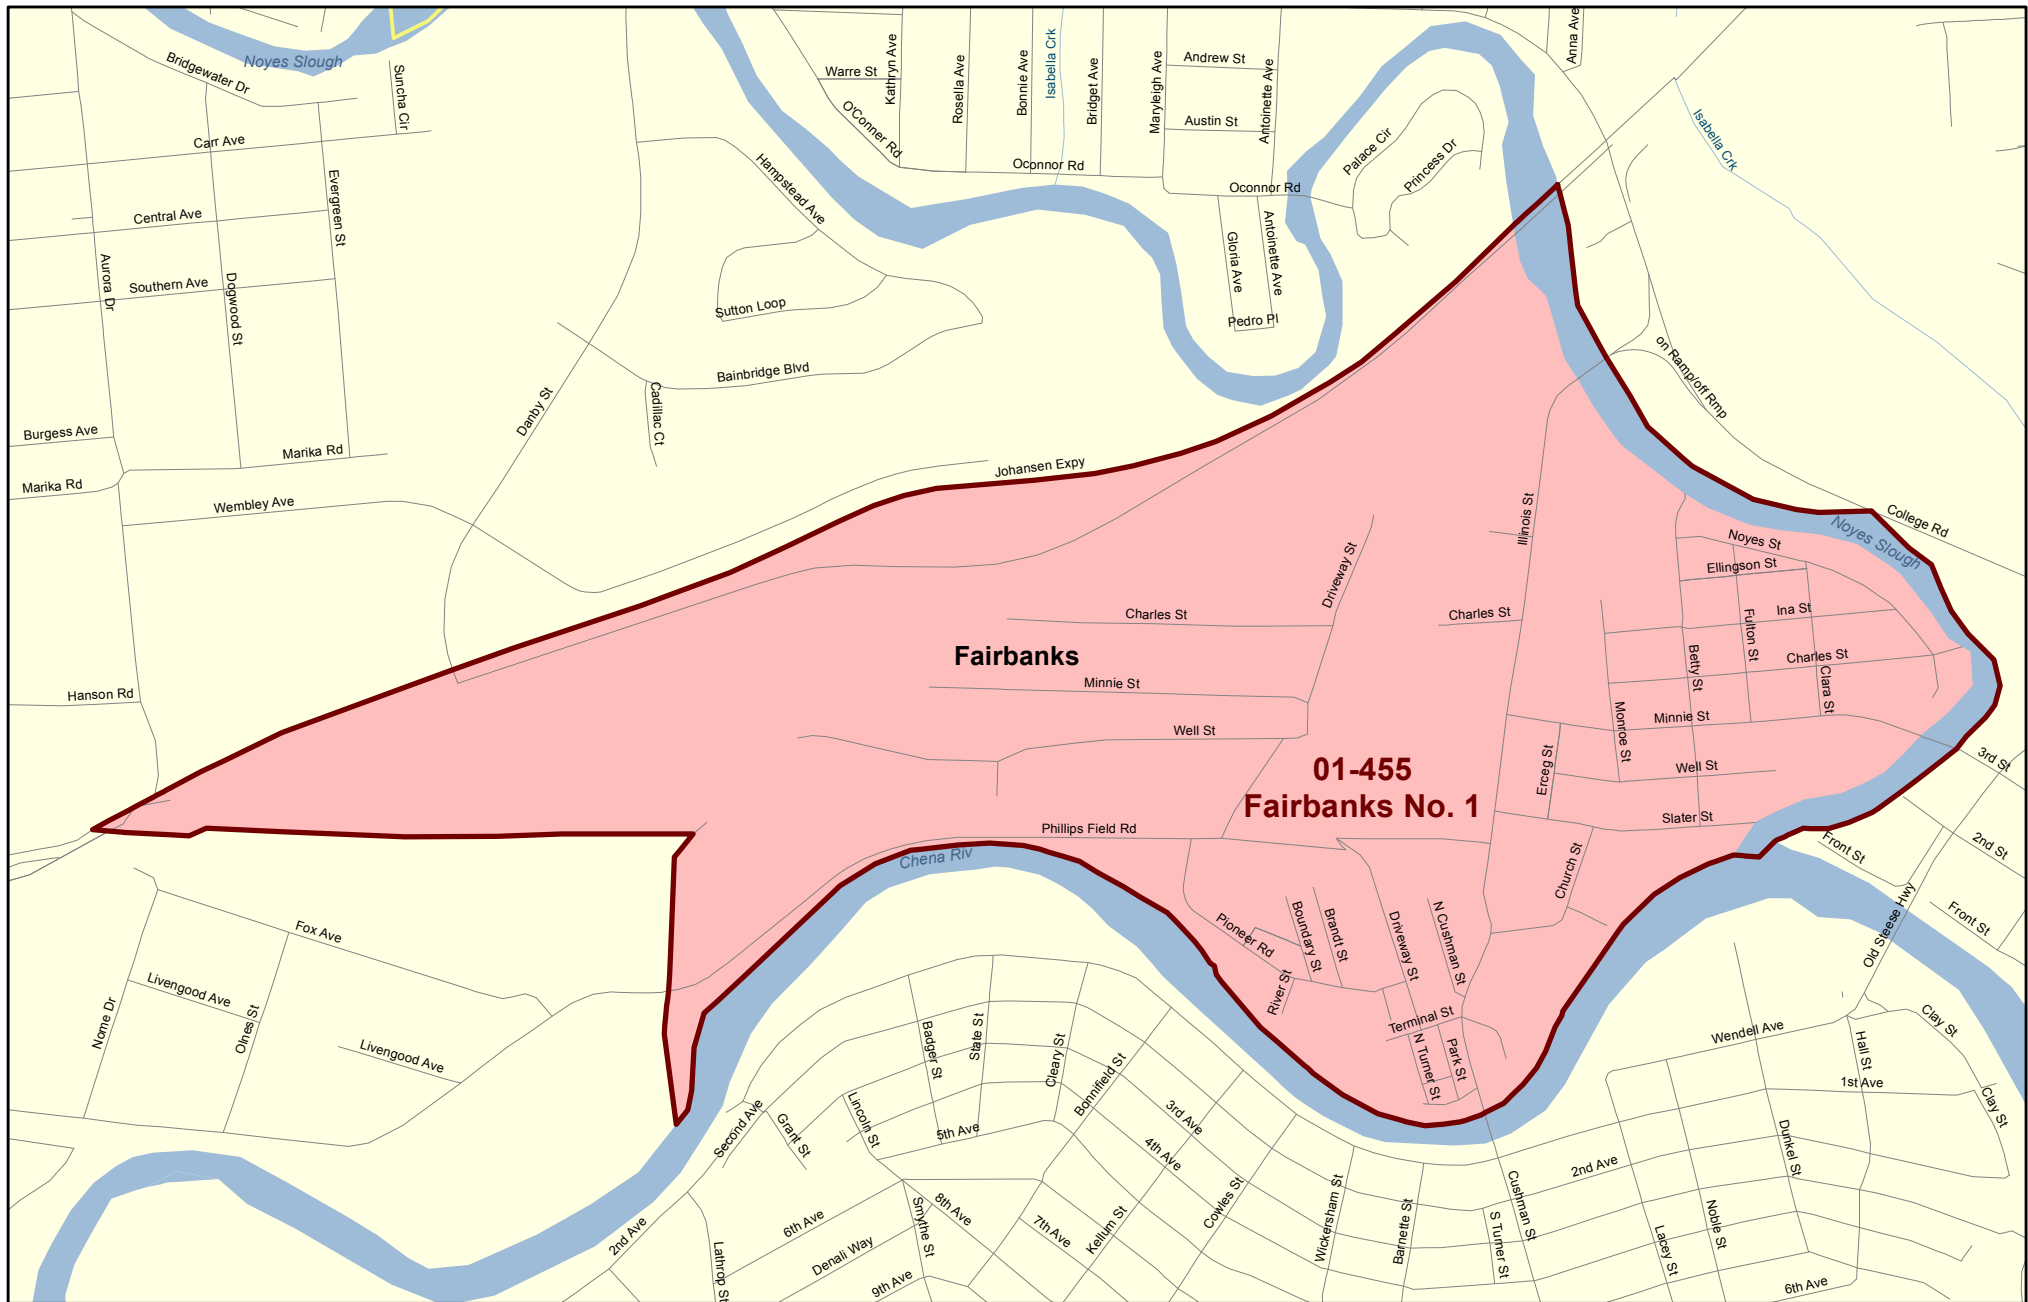 Noyes Slough
Bridgewater Dr
Suncha Cir
Carr Ave
Evergreen St
Central Ave
Aurora Dr
Southern Ave
Dogwood St
Burgess Ave
Marika Rd
Marika Rd
Wembley Ave
Hanson Rd
Danby St
Hampstead Ave
Sutton Loop
Bainbridge Blvd
Cadillac Ct
Johansen Expy
Warre St
Kathryn Ave
O'Conner Rd
Rosella Ave
Bonnie Ave
Isabella Crk
Bridget Ave
Maryleigh Ave
Andrew St
Austin St
Antoinette Ave
Oconnor Rd
Oconnor Rd
Gloria Ave
Antoinette Ave
Pedro Pl
Palace Cir
Princess Dr
Anna Ave
Isabella Crk
on Ramp/off Rmp
College Rd
Noyes Slough
Illinois St
Driveway St
Noyes St
Ellingson St
Charles St
Charles St
Fulton St
Ina St
Betty St
Charles St
Clara St
Fairbanks
Minnie St
Monroe St
Minnie St
Well St
Erceg St
Well St
01-455
Fairbanks No. 1
Slater St
Phillips Field Rd
Chena Riv
Church St
3rd St
2nd St
Front St
Front St
Old Steese Hwy
Pioneer Rd
Boundary St
Brandt St
Driveway St
N Cushman St
River St
Terminal St
N Turner St
Park St
Fox Ave
Livengood Ave
Nome Dr
Olnes St
Livengood Ave
Badger St
State St
Cleary St
Bonnifield St
Second Ave
Grant St
Lincoln St
5th Ave
3rd Ave
4th Ave
2nd Ave
Lathrop St
6th Ave
Denali Way
Smythe St
8th Ave
9th Ave
7th Ave
Kellum St
Cowles St
Wickersham St
Barnette St
S Turner St
Cushman St
2nd Ave
Lacey St
Noble St
Dunkel St
6th Ave
Wendell Ave
Hall St
1st Ave
Clay St
Clay St